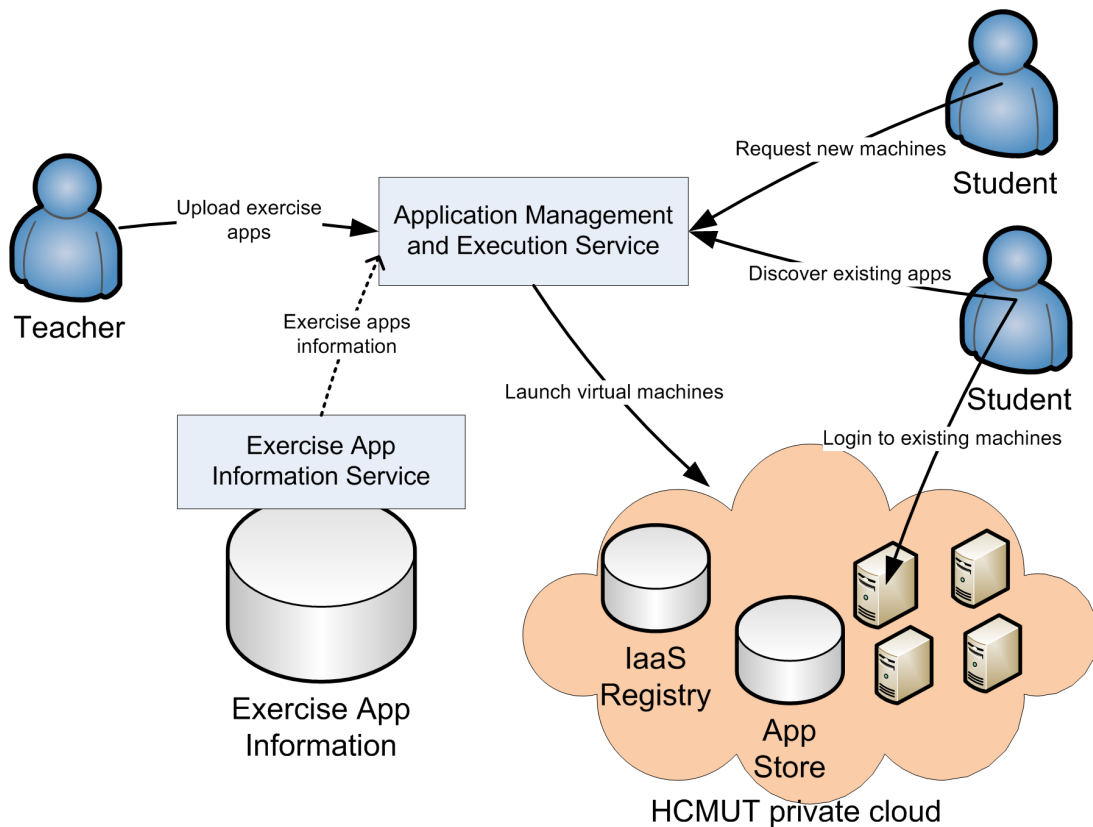 Request new machines
Student
Upload exercise
apps
Application Management
and Execution Service
Discover existing apps
Teacher
Exercise apps
information
Launch virtual machines
Student
Login to existing machines
Exercise App
Information Service
IaaS
Registry
Exercise App
Information
App
Store
HCMUT private cloud